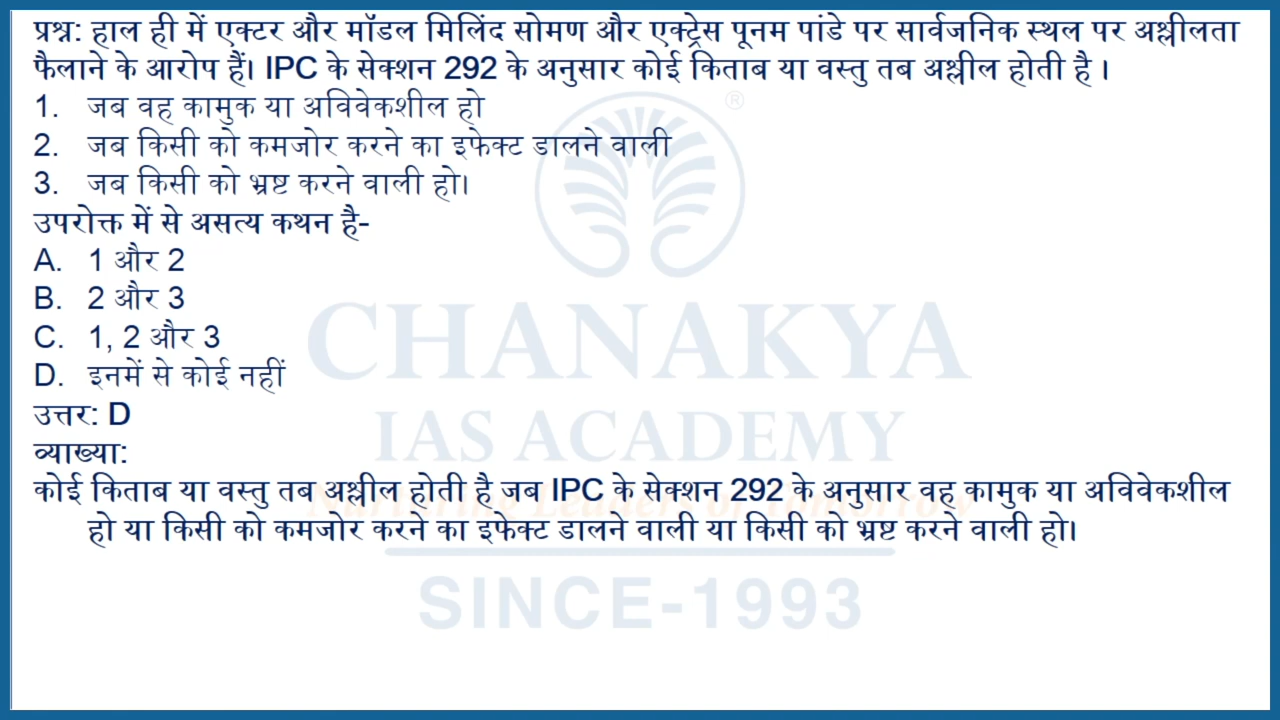 प्रश्न: हाल ही में एक्टर और मॉडल मिलिंद सोमण और एक्ट्रेस पूनम पांडे पर सार्वजनिक स्थल पर अश्लीलता
फैलाने के आरोप हैं। IPC के सेक्शन 292 के अनुसार कोई किताब या वस्तु तब अश्लील होती है ।
1. जब वह कामुक या अविवेकशील हो
2. जब किसी को कमजोर करने का इफेक्ट डालने वाली
3. जब किसी को भ्रष्ट करने वाली हो।
उपरोक्त में से असत्य कथन है-
A. 1 और 2
B. 2 और 3
C. 1, 2 और 3
D. इनमें से कोई नहीं
उत्तर: D
व्याख्या:
कोई किताब या वस्तु तब अश्लील होती है जब IPC के सेक्शन 292 के अनुसार वह कामुक या अविवेकशील
हो या किसी को कमजोर करने का इफेक्ट डालने वाली या किसी को भ्रष्ट करने वाली हो।
®
CHANAKYA
IAS ACADEMY
Nurturing Leaders of Tomorrow
SINCE-1993